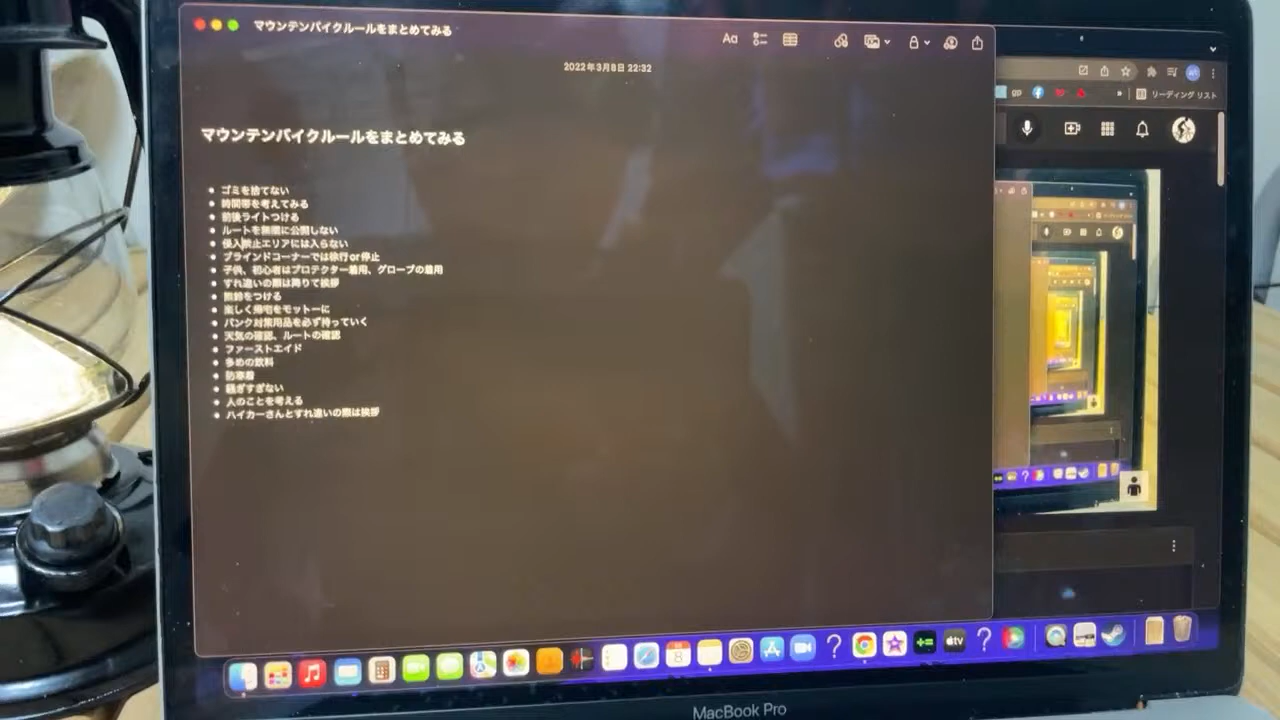 マウンテンバイクルールをまとめてみる
Aa
2022年3月8日 22:32
gp
リーディングリスト
マウンテンバイクルールをまとめてみる
• ゴミを捨てない
• 時間帯を考えてみる
• 前後ライトつける
• ルートを無闇に公開しない
• 侵入禁止エリアには入らない
• ブラインドコーナーでは徐行or停止
• 子供、初心者はプロテクター着用、グローブの着用
• すれ違いの際は降りて挨拶
• 熊鈴をつける
• 楽しく帰宅をモットーに
• パンク対策用品を必ず持っていく
• 天気の確認、ルートの確認
• ファーストエイド
• 多めの飲料
• 防寒着
• 騒ぎすぎない
• 人のことを考える
• ハイカーさんとすれ違いの際は挨拶
8
tv
MacBook Pro